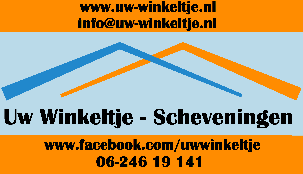 www.uw-winkeltje.nl
info@uw-winkeltje.nl
Uw Winkeltje - Scheveningen
www.facebook.com/uwwinkeltje
06-246 19 141